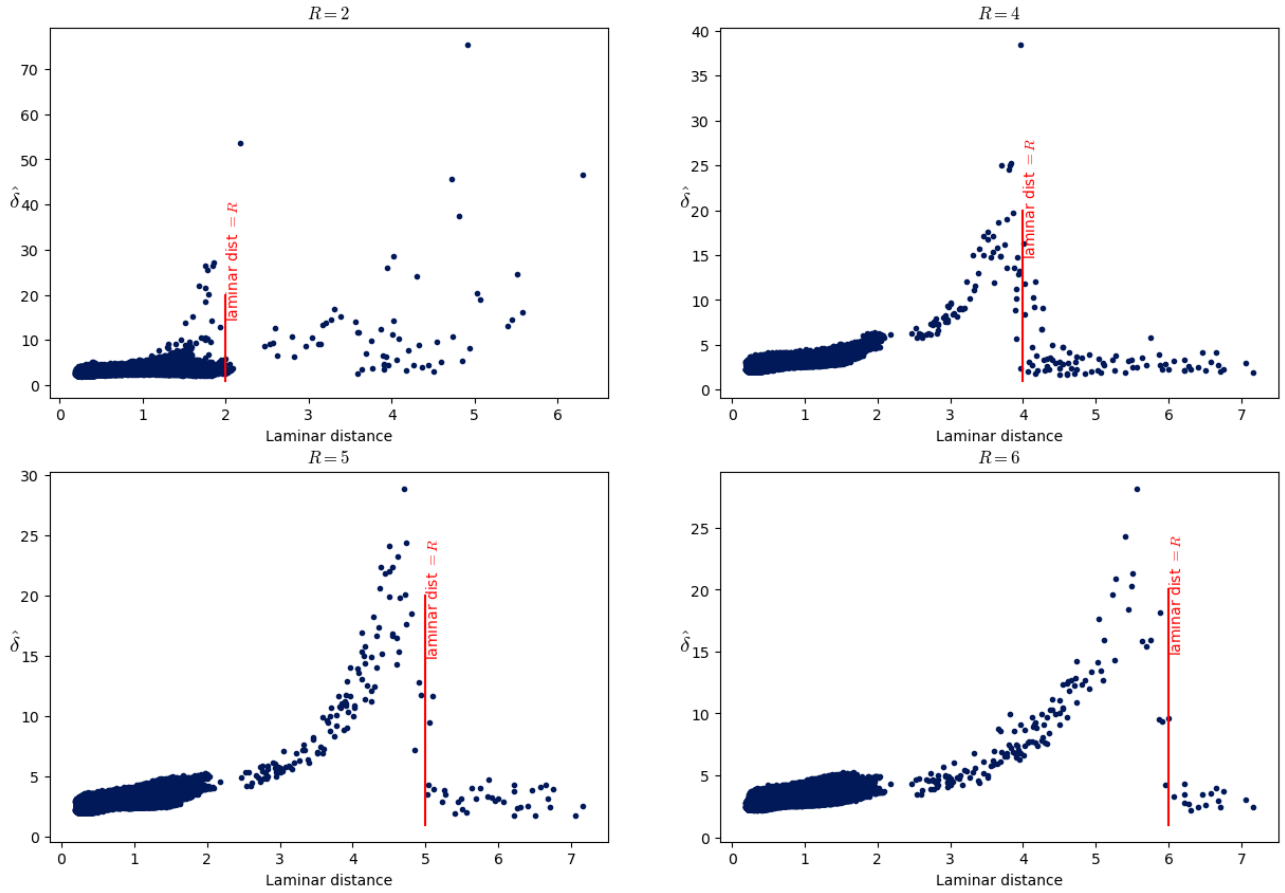 R = 2
70
60
50
40
30
20
10
0
δ̂
laminar dist = R
0 1 2 3 4 5 6
Laminar distance
R = 4
40
35
30
25
20
15
10
5
0
δ̂
laminar dist = R
0 1 2 3 4 5 6 7
Laminar distance
R = 5
30
25
20
15
10
5
0
δ̂
laminar dist = R
0 1 2 3 4 5 6 7
Laminar distance
R = 6
25
20
15
10
5
0
δ̂
laminar dist = R
0 1 2 3 4 5 6 7
Laminar distance